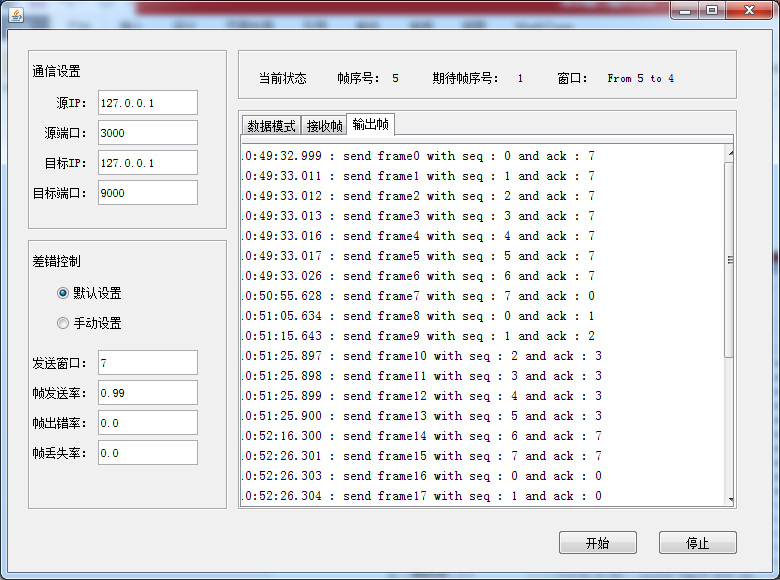 通信设置
源IP: 127.0.0.1
源端口: 3000
目标IP: 127.0.0.1
目标端口: 9000
差错控制
默认设置
手动设置
发送窗口: 7
帧发送率: 0.99
帧出错率: 0.0
帧丢失率: 0.0
当前状态 帧序号: 5 期待帧序号: 1 窗口: From 5 to 4
数据模式 接收帧 输出帧
0:49:32.999 : send frame0 with seq : 0 and ack : 7
0:49:33.011 : send frame1 with seq : 1 and ack : 7
0:49:33.012 : send frame2 with seq : 2 and ack : 7
0:49:33.013 : send frame3 with seq : 3 and ack : 7
0:49:33.016 : send frame4 with seq : 4 and ack : 7
0:49:33.017 : send frame5 with seq : 5 and ack : 7
0:49:33.026 : send frame6 with seq : 6 and ack : 7
0:50:55.628 : send frame7 with seq : 7 and ack : 0
0:51:05.634 : send frame8 with seq : 0 and ack : 1
0:51:15.643 : send frame9 with seq : 1 and ack : 2
0:51:25.897 : send frame10 with seq : 2 and ack : 3
0:51:25.898 : send frame11 with seq : 3 and ack : 3
0:51:25.899 : send frame12 with seq : 4 and ack : 3
0:51:25.900 : send frame13 with seq : 5 and ack : 3
0:52:16.300 : send frame14 with seq : 6 and ack : 7
0:52:26.301 : send frame15 with seq : 7 and ack : 7
0:52:26.303 : send frame16 with seq : 0 and ack : 0
0:52:26.304 : send frame17 with seq : 1 and ack : 0
开始 停止